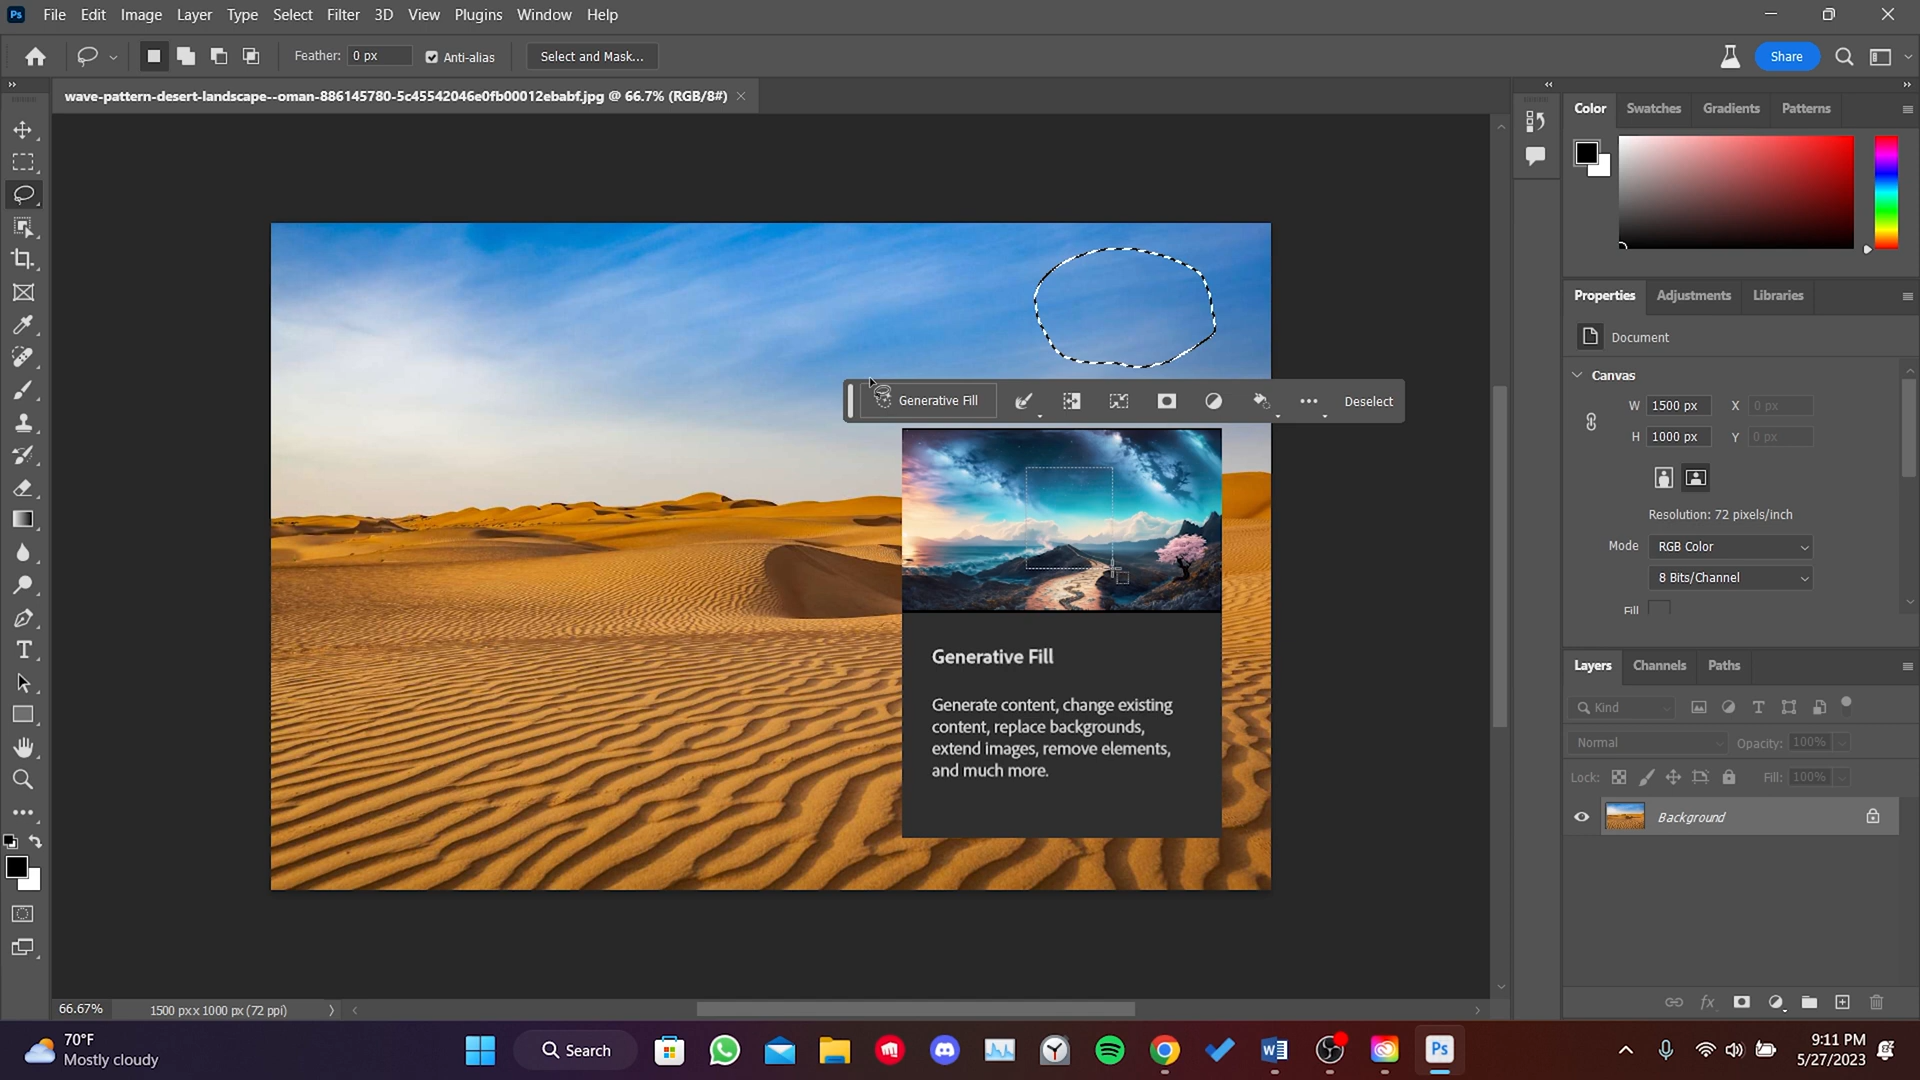 Ps File Edit Image Layer Type Select Filter 3D View Plugins Window Help
Feather: 0 px Anti-alias Select and Mask... Share
wave-pattern-desert-landscape--oman-886145780-5c45542046e0fb00012ebabf.jpg @ 66.7% (RGB/8#)
Color Swatches Gradients Patterns
Properties Adjustments Libraries
Document
Canvas
W 1500 px X 0 px
H 1000 px Y 0 px
Resolution: 72 pixels/inch
Mode RGB Color
8 Bits/Channel
Fill
Generative Fill Deselect
Generative Fill
Generate content, change existing
content, replace backgrounds,
extend images, remove elements,
and much more.
Layers Channels Paths
Kind
Normal Opacity: 100%
Lock: Fill: 100%
Background
66.67% 1500 px x 1000 px (72 ppi)
70°F
Mostly cloudy
Search
Ps
9:11 PM
5/27/2023